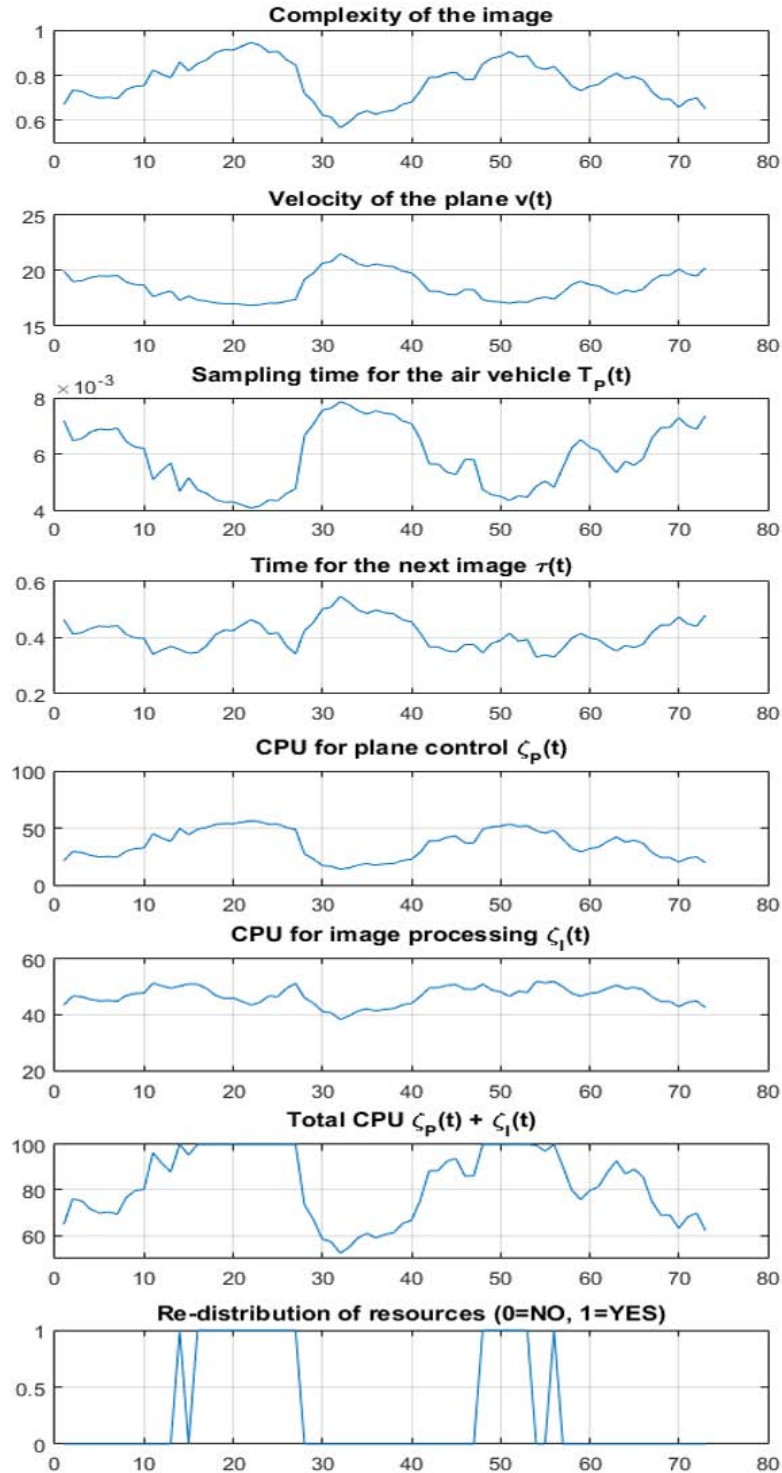 Complexity of the image
1
0.8
0.6
0 10 20 30 40 50 60 70 80
Velocity of the plane v(t)
25
20
15
0 10 20 30 40 50 60 70 80
Sampling time for the air vehicle T_P(t)
× 10^-3
8
6
4
0 10 20 30 40 50 60 70 80
Time for the next image τ(t)
0.6
0.4
0.2
0 10 20 30 40 50 60 70 80
CPU for plane control ζ_P(t)
100
50
0
0 10 20 30 40 50 60 70 80
CPU for image processing ζ_I(t)
60
40
20
0 10 20 30 40 50 60 70 80
Total CPU ζ_P(t) + ζ_I(t)
100
80
60
0 10 20 30 40 50 60 70 80
Re-distribution of resources (0=NO, 1=YES)
1
0.5
0
0 10 20 30 40 50 60 70 80